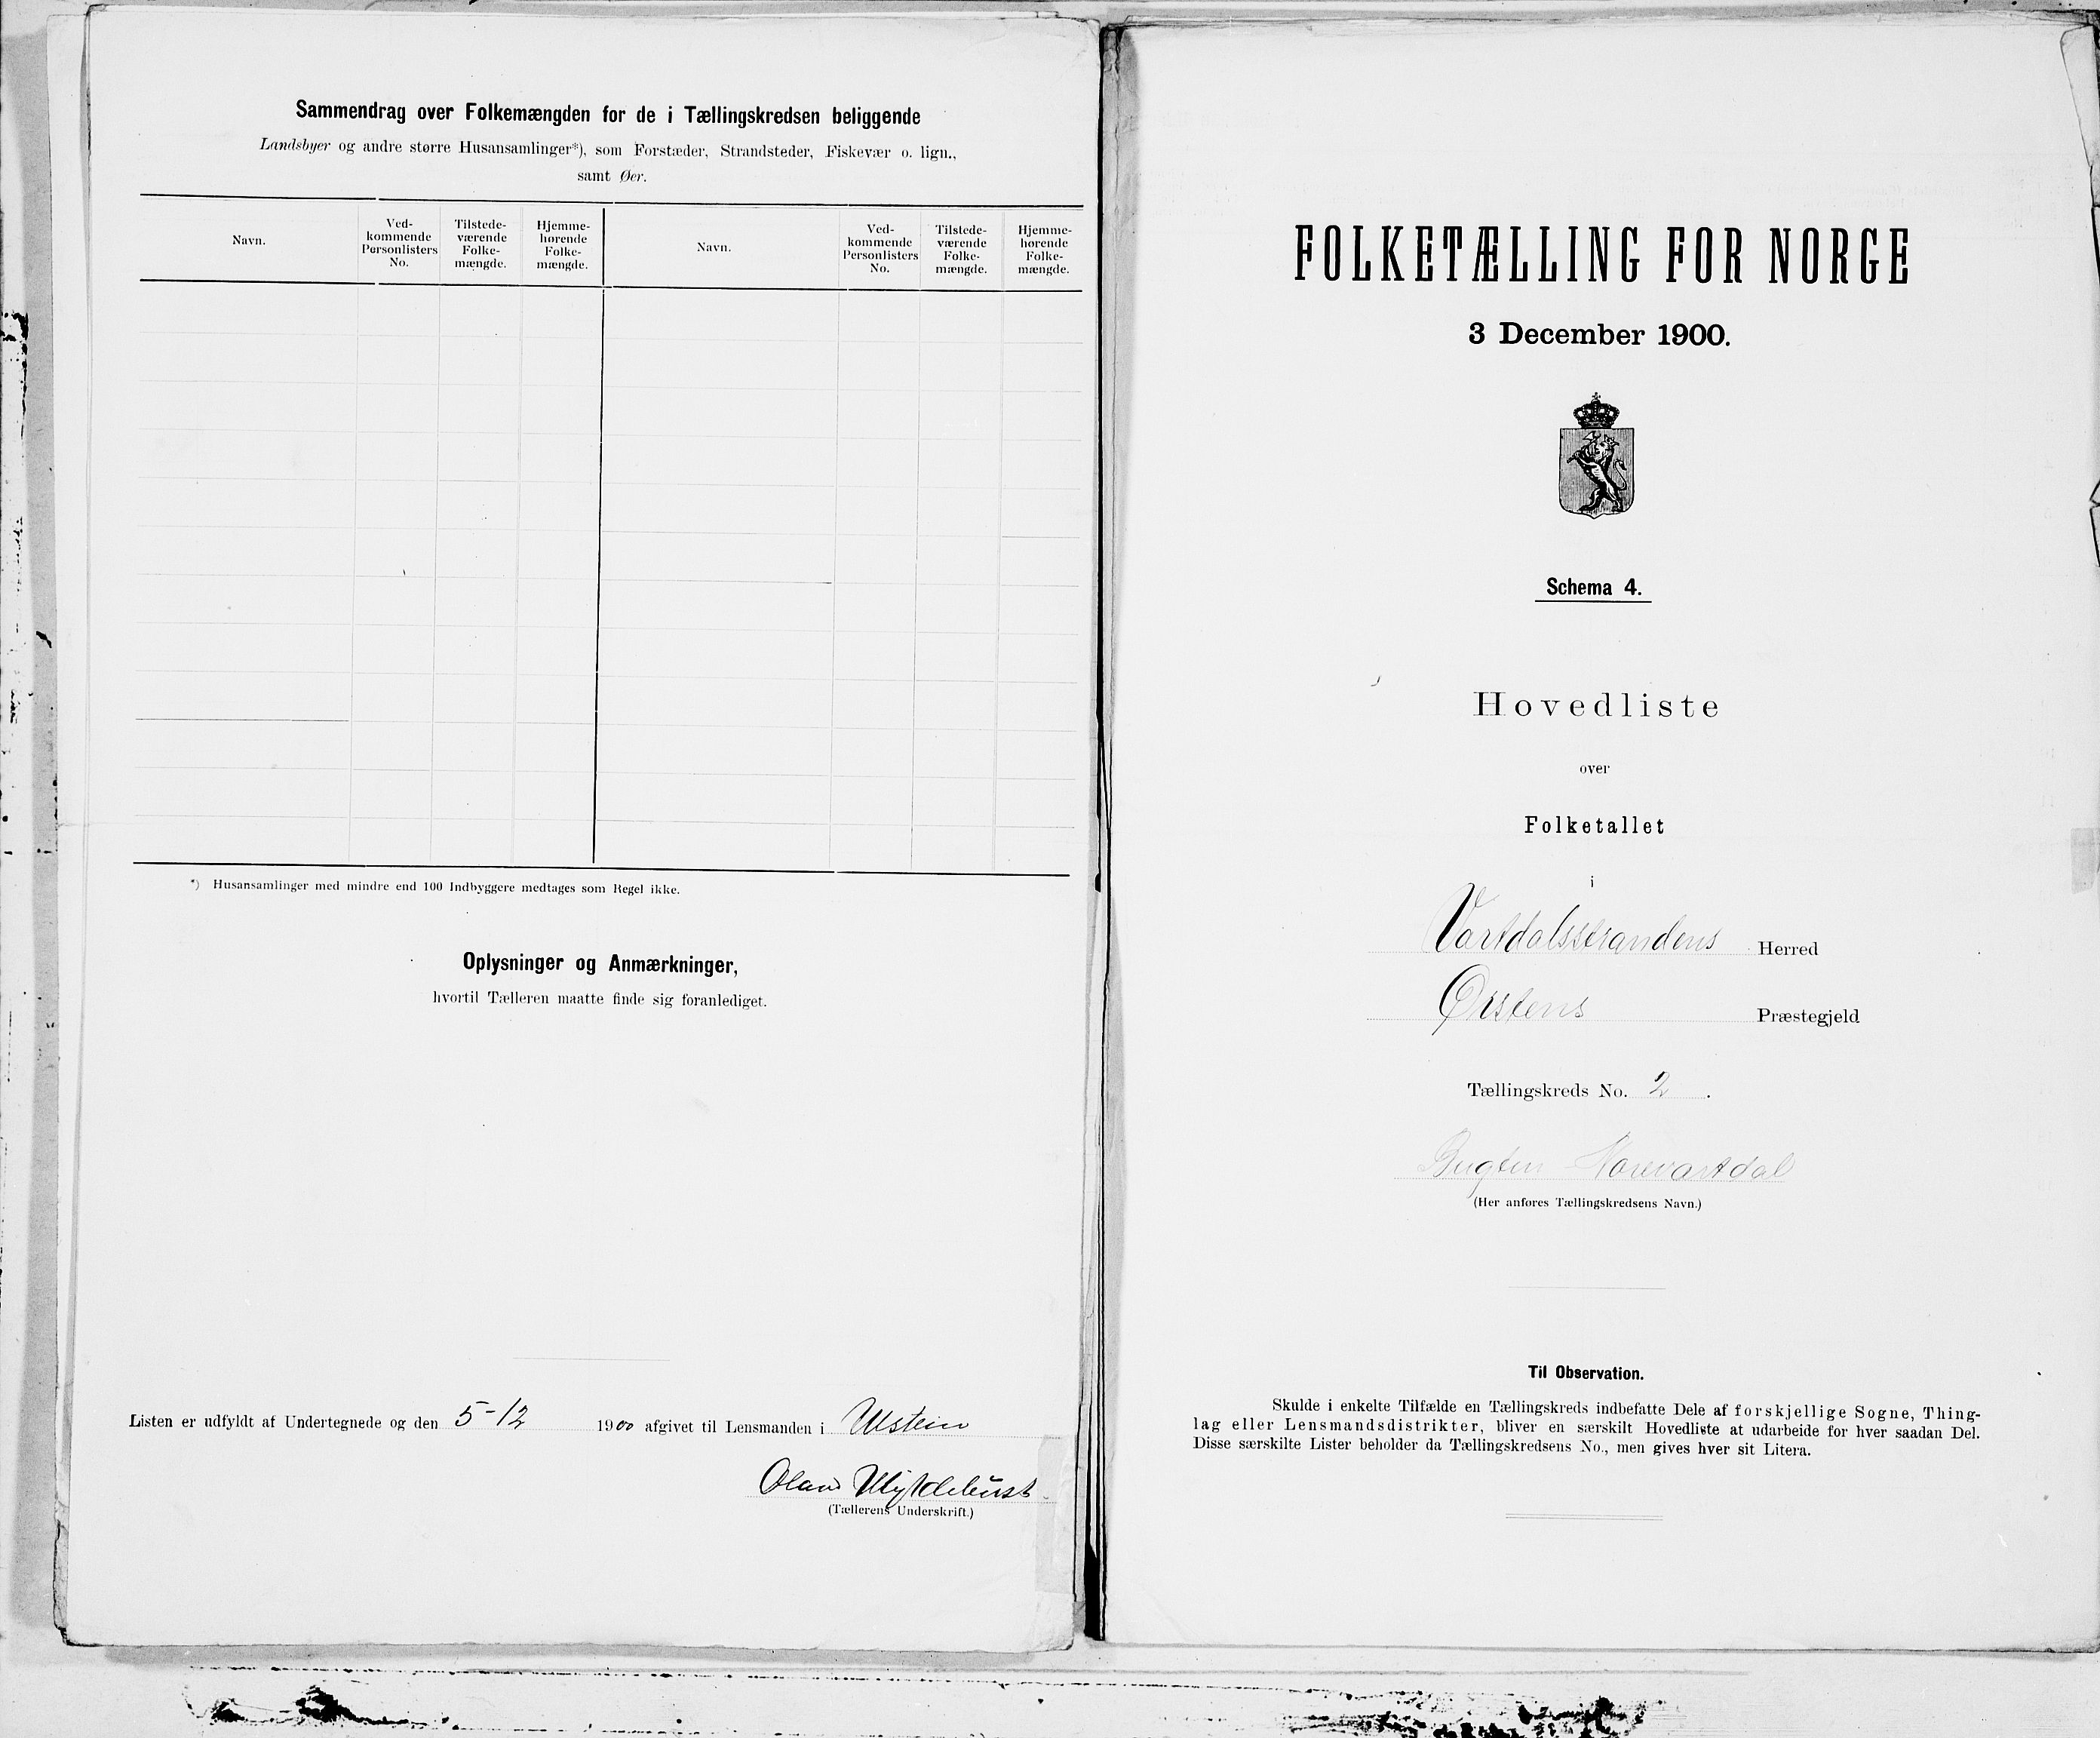 Sammendrag over Folkemængden for de i Tællingskredsen beliggende
Landsbyer og andre større Husansamlinger*), som Forstæder, Strandsteder, Fiskevær o. lign.,
samt Øer.
Navn.
Ved-
kommende
Personlisters
No.
Tilstede-
værende
Folke-
mængde.
Hjemme-
hørende
Folke-
mængde.
Navn.
Ved-
kommende
Personlisters
No.
Tilstede-
værende
Folke-
mængde.
Hjemme-
hørende
Folke-
mængde.
*) Husansamlinger med mindre end 100 Indbyggere medtages som Regel ikke.
Oplysninger og Anmærkninger,
hvortil Tælleren maatte finde sig foranlediget.
Listen er udfyldt af Undertegnede og den 5-12 1900 afgivet til Lensmanden i Ulstein
(Tællerens Underskrift.)
FOLKETÆLLING FOR NORGE
3 December 1900.
Schema 4.
Hovedliste
over
Folketallet
i
Vartdalsstrandens Herred
Ørstens Præstegjeld
Tællingskreds No. 2.
Bugten - Norevartdal
(Her anføres Tællingskredsens Navn.)
Til Observation.
Skulde i enkelte Tilfælde en Tællingskreds indbefatte Dele af forskjellige Sogne, Thing-
lag eller Lensmandsdistrikter, bliver en særskilt Hovedliste at udarbeide for hver saadan Del.
Disse særskilte Lister beholder da Tællingskredsens No., men gives hver sit Litera.